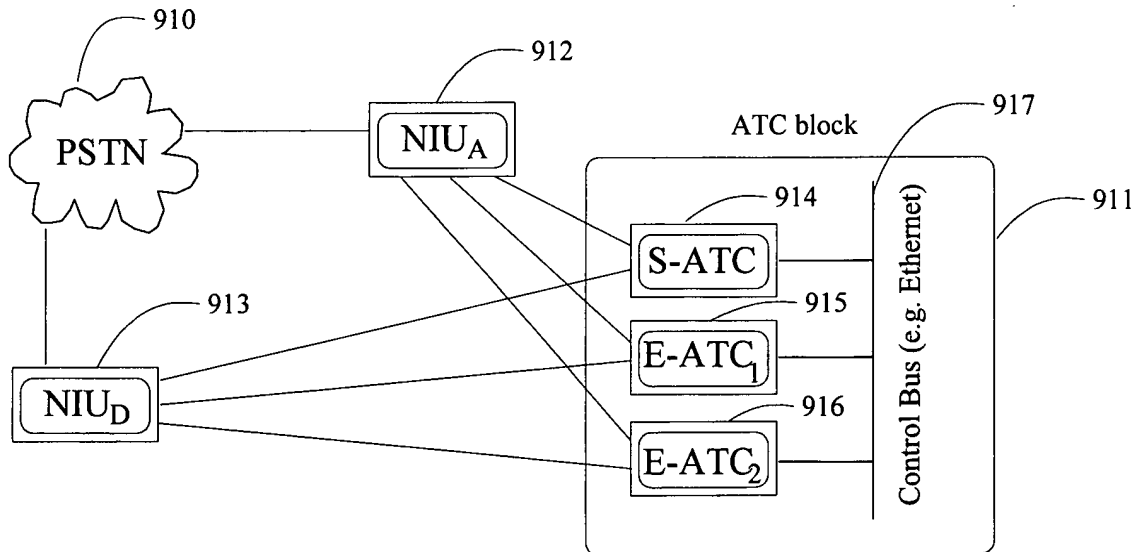 910
912
PSTN
NIU_A
ATC block
917
914
911
S-ATC
913
915
E-ATC_1
NIU_D
916
E-ATC_2
Control Bus (e.g. Ethernet)